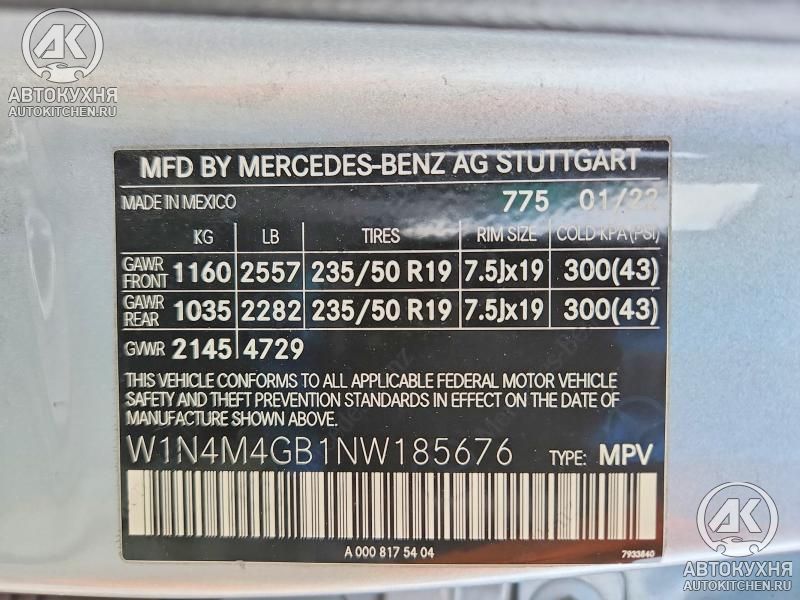 АК
АВТОКУХНЯ
AUTOKITCHEN.RU
MFD BY MERCEDES-BENZ AG STUTTGART
MADE IN MEXICO 775 01/22
KG LB TIRES RIM SIZE COLD KPA(PSI)
GAWR FRONT 1160 2557 235/50 R19 7.5Jx19 300(43)
GAWR REAR 1035 2282 235/50 R19 7.5Jx19 300(43)
GVWR 2145 4729
THIS VEHICLE CONFORMS TO ALL APPLICABLE FEDERAL MOTOR VEHICLE
SAFETY AND THEFT PREVENTION STANDARDS IN EFFECT ON THE DATE OF
MANUFACTURE SHOWN ABOVE.
W1N4M4GB1NW185676 TYPE: MPV
A 000 817 54 04 7933840
АК
АВТОКУХНЯ
AUTOKITCHEN.RU